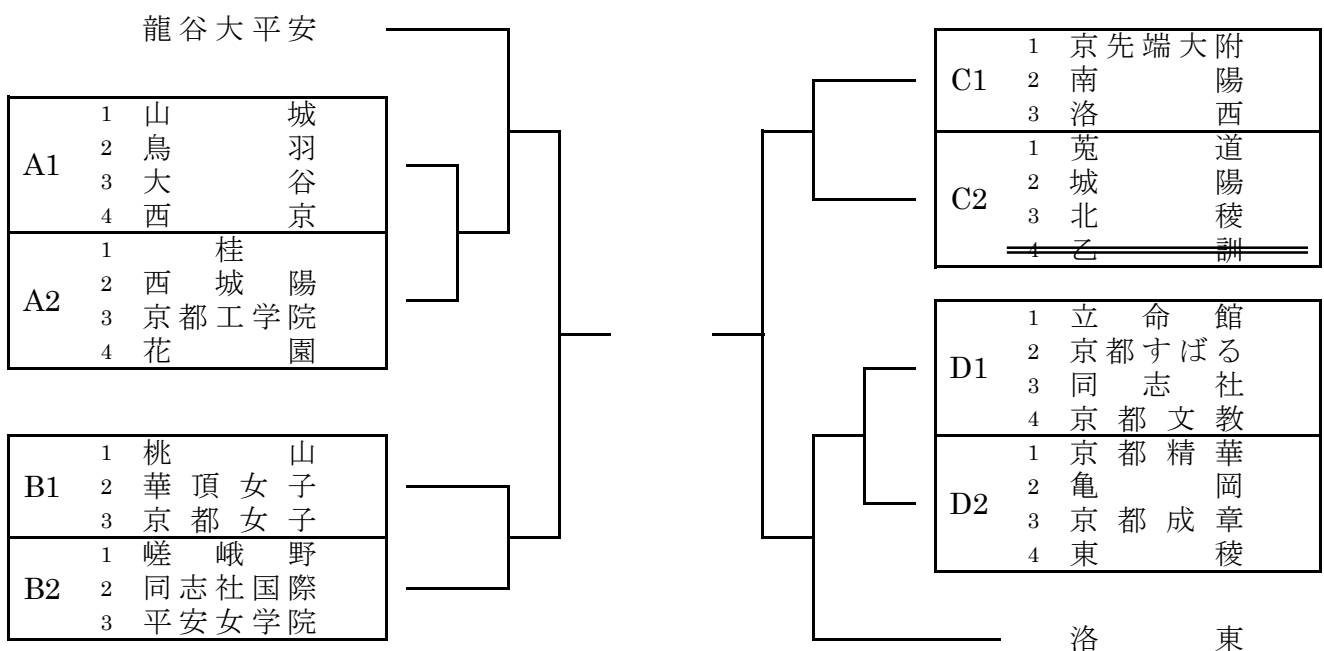 龍谷大平安
A1
1 山城
2 鳥羽
3 大谷
4 西京
A2
1 桂
2 西城陽
3 京都工学院
4 花園
B1
1 桃山
2 華頂女子
3 京都女子
B2
1 嵯峨野
2 同志社国際
3 平安女学院
C1
1 京先端大附
2 南陽
3 洛西
C2
1 莵道
2 城陽
3 北稜
4 乙訓
D1
1 立命館
2 京都すばる
3 同志社
4 京都文教
D2
1 京都精華
2 亀岡
3 京都成章
4 東稜
洛東